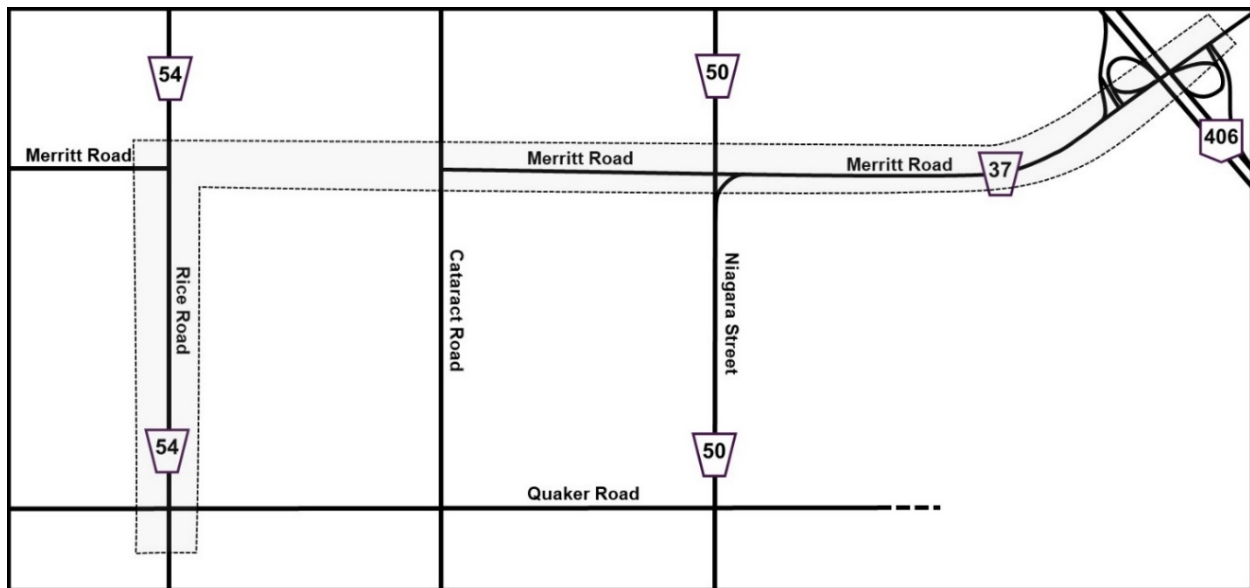 54
50
406
Merritt Road
Merritt Road
Merritt Road
37
Rice Road
Cataract Road
Niagara Street
54
50
Quaker Road